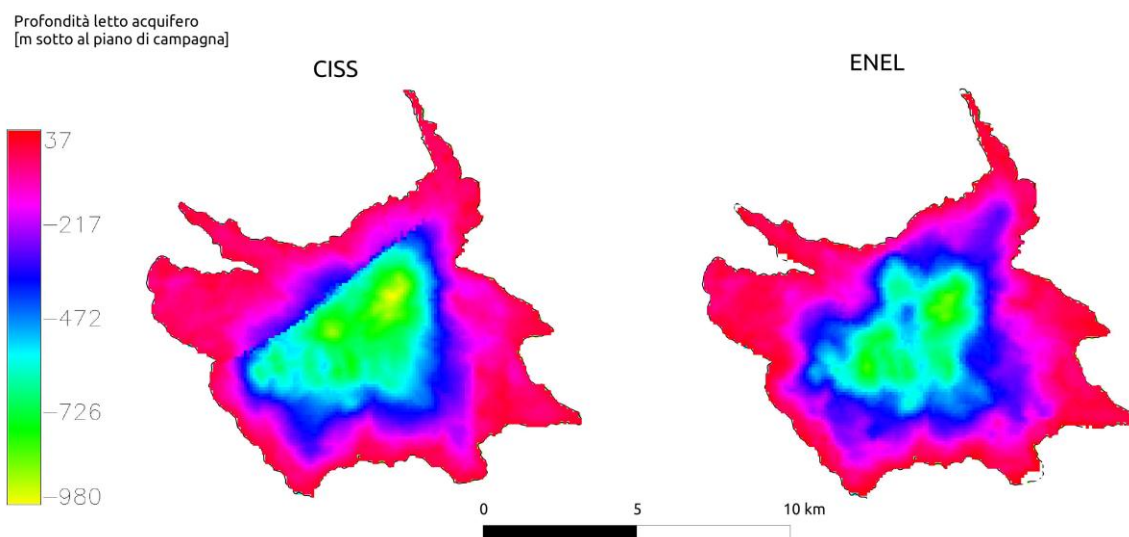 Profondità letto acquifero
[m sotto al piano di campagna]
CISS
ENEL
37
-217
-472
-726
-980
0
5
10 km